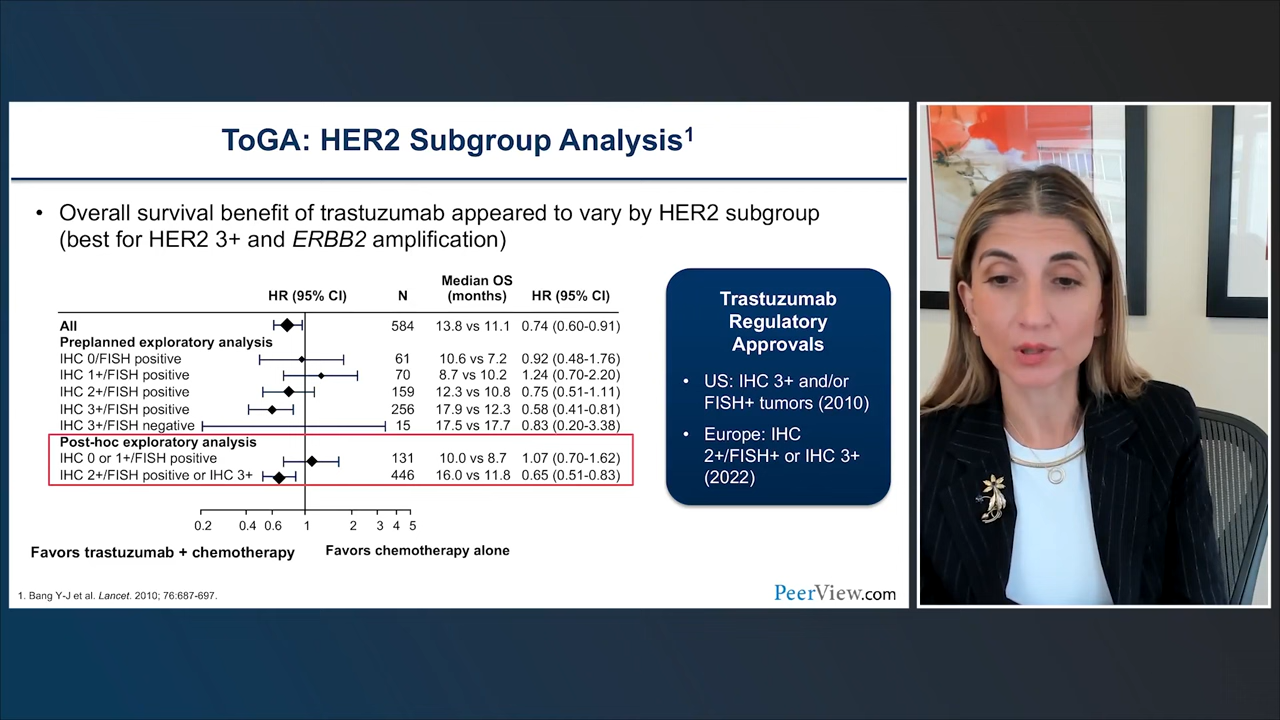 ToGA: HER2 Subgroup Analysis1
• Overall survival benefit of trastuzumab appeared to vary by HER2 subgroup
(best for HER2 3+ and ERBB2 amplification)
HR (95% CI) N Median OS (months) HR (95% CI)
All 584 13.8 vs 11.1 0.74 (0.60-0.91)
Preplanned exploratory analysis
IHC 0/FISH positive 61 10.6 vs 7.2 0.92 (0.48-1.76)
IHC 1+/FISH positive 70 8.7 vs 10.2 1.24 (0.70-2.20)
IHC 2+/FISH positive 159 12.3 vs 10.8 0.75 (0.51-1.11)
IHC 3+/FISH positive 256 17.9 vs 12.3 0.58 (0.41-0.81)
IHC 3+/FISH negative 15 17.5 vs 17.7 0.83 (0.20-3.38)
Post-hoc exploratory analysis
IHC 0 or 1+/FISH positive 131 10.0 vs 8.7 1.07 (0.70-1.62)
IHC 2+/FISH positive or IHC 3+ 446 16.0 vs 11.8 0.65 (0.51-0.83)
0.2 0.4 0.6 1 2 3 4 5
Favors trastuzumab + chemotherapy Favors chemotherapy alone
Trastuzumab
Regulatory
Approvals
• US: IHC 3+ and/or
FISH+ tumors (2010)
• Europe: IHC
2+/FISH+ or IHC 3+
(2022)
1. Bang Y-J et al. Lancet. 2010; 76:687-697.
PeerView.com